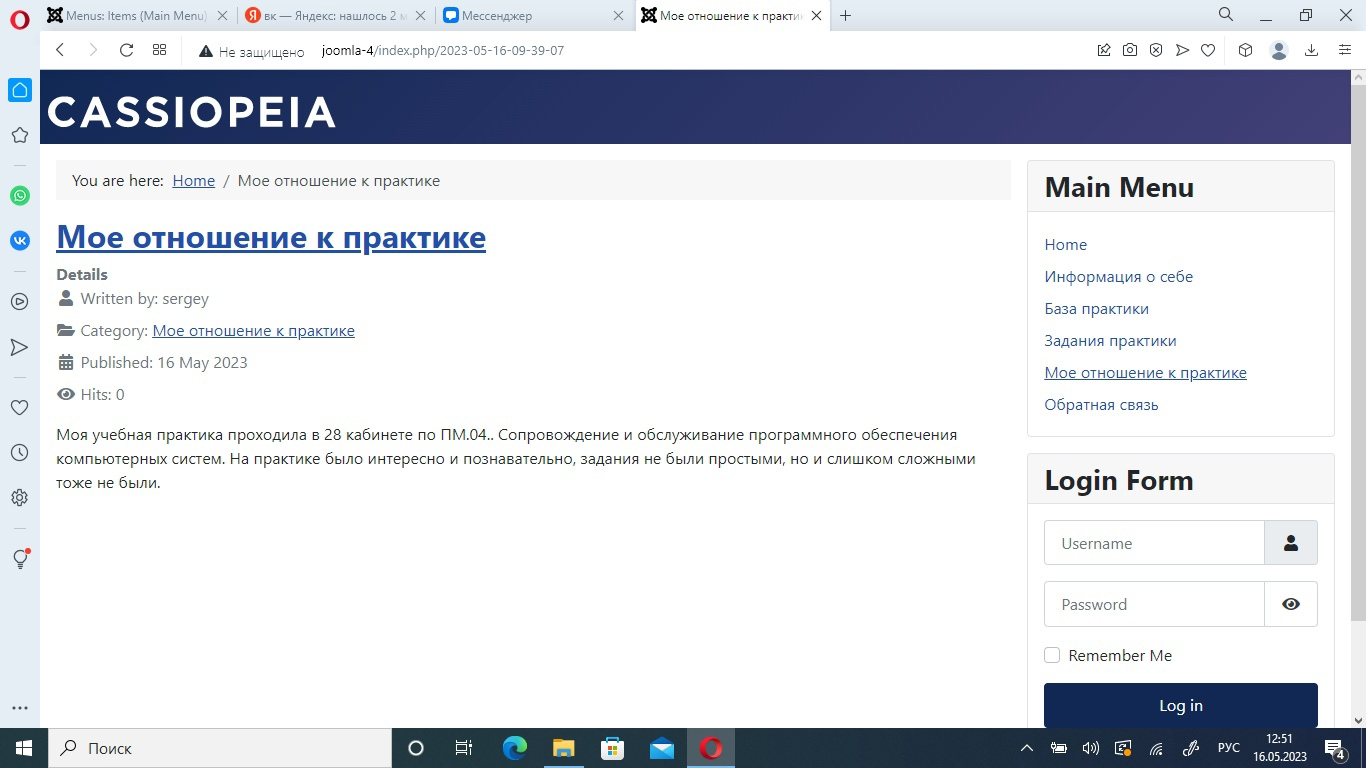 Menus: Items (Main Menu)
вк — Яндекс: нашлось 2 м
Мессенджер
Мое отношение к практик
Не защищено
joomla-4/index.php/2023-05-16-09-39-07
CASSIOPEIA
You are here: Home / Мое отношение к практике
Мое отношение к практике
Details
Written by: sergey
Category: Мое отношение к практике
Published: 16 May 2023
Hits: 0
Моя учебная практика проходила в 28 кабинете по ПМ.04.. Сопровождение и обслуживание программного обеспечения
компьютерных систем. На практике было интересно и познавательно, задания не были простыми, но и слишком сложными
тоже не были.
Main Menu
Home
Информация о себе
База практики
Задания практики
Мое отношение к практике
Обратная связь
Login Form
Username
Password
Remember Me
Log in
Поиск
РУС
12:51
16.05.2023
4